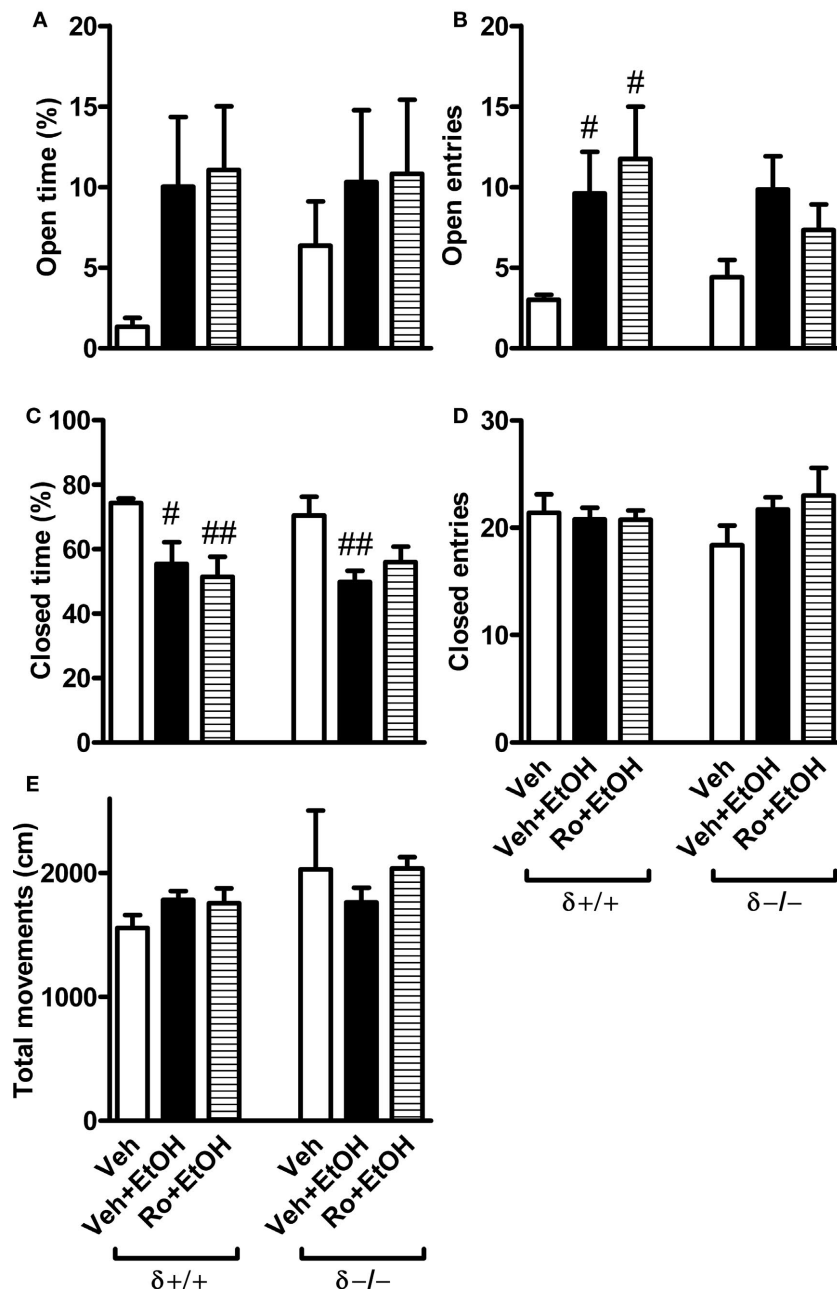 A
Open time (%)
20
15
10
5
0
B
Open entries
20
15
10
5
0
#
#
C
Closed time (%)
100
80
60
40
20
0
#
##
##
D
Closed entries
30
20
10
0
Veh
Veh+EtOH
Ro+EtOH
Veh
Veh+EtOH
Ro+EtOH
δ+/+
δ−/−
E
Total movements (cm)
2000
1000
0
Veh
Veh+EtOH
Ro+EtOH
Veh
Veh+EtOH
Ro+EtOH
δ+/+
δ−/−